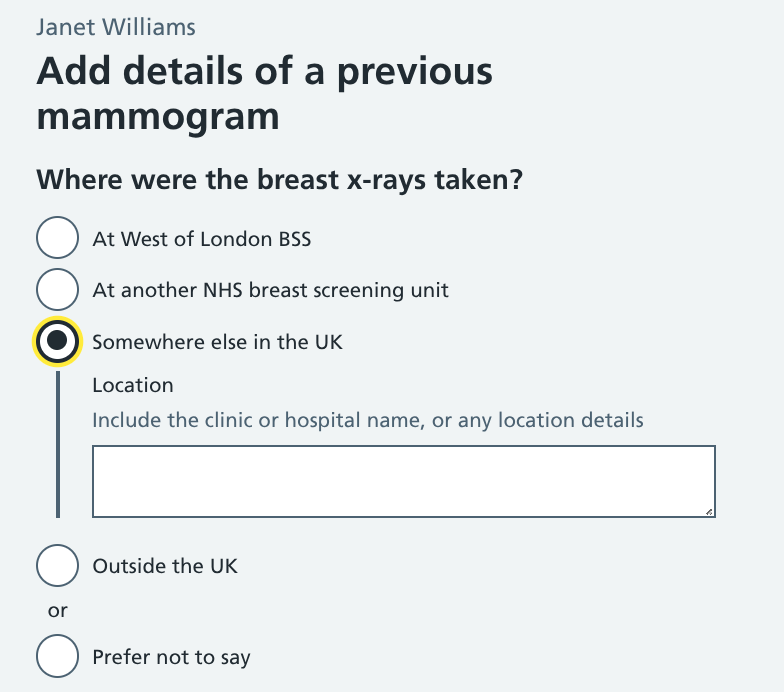 Janet Williams
Add details of a previous
mammogram
Where were the breast x-rays taken?
At West of London BSS
At another NHS breast screening unit
Somewhere else in the UK
Location
Include the clinic or hospital name, or any location details
Outside the UK
or
Prefer not to say